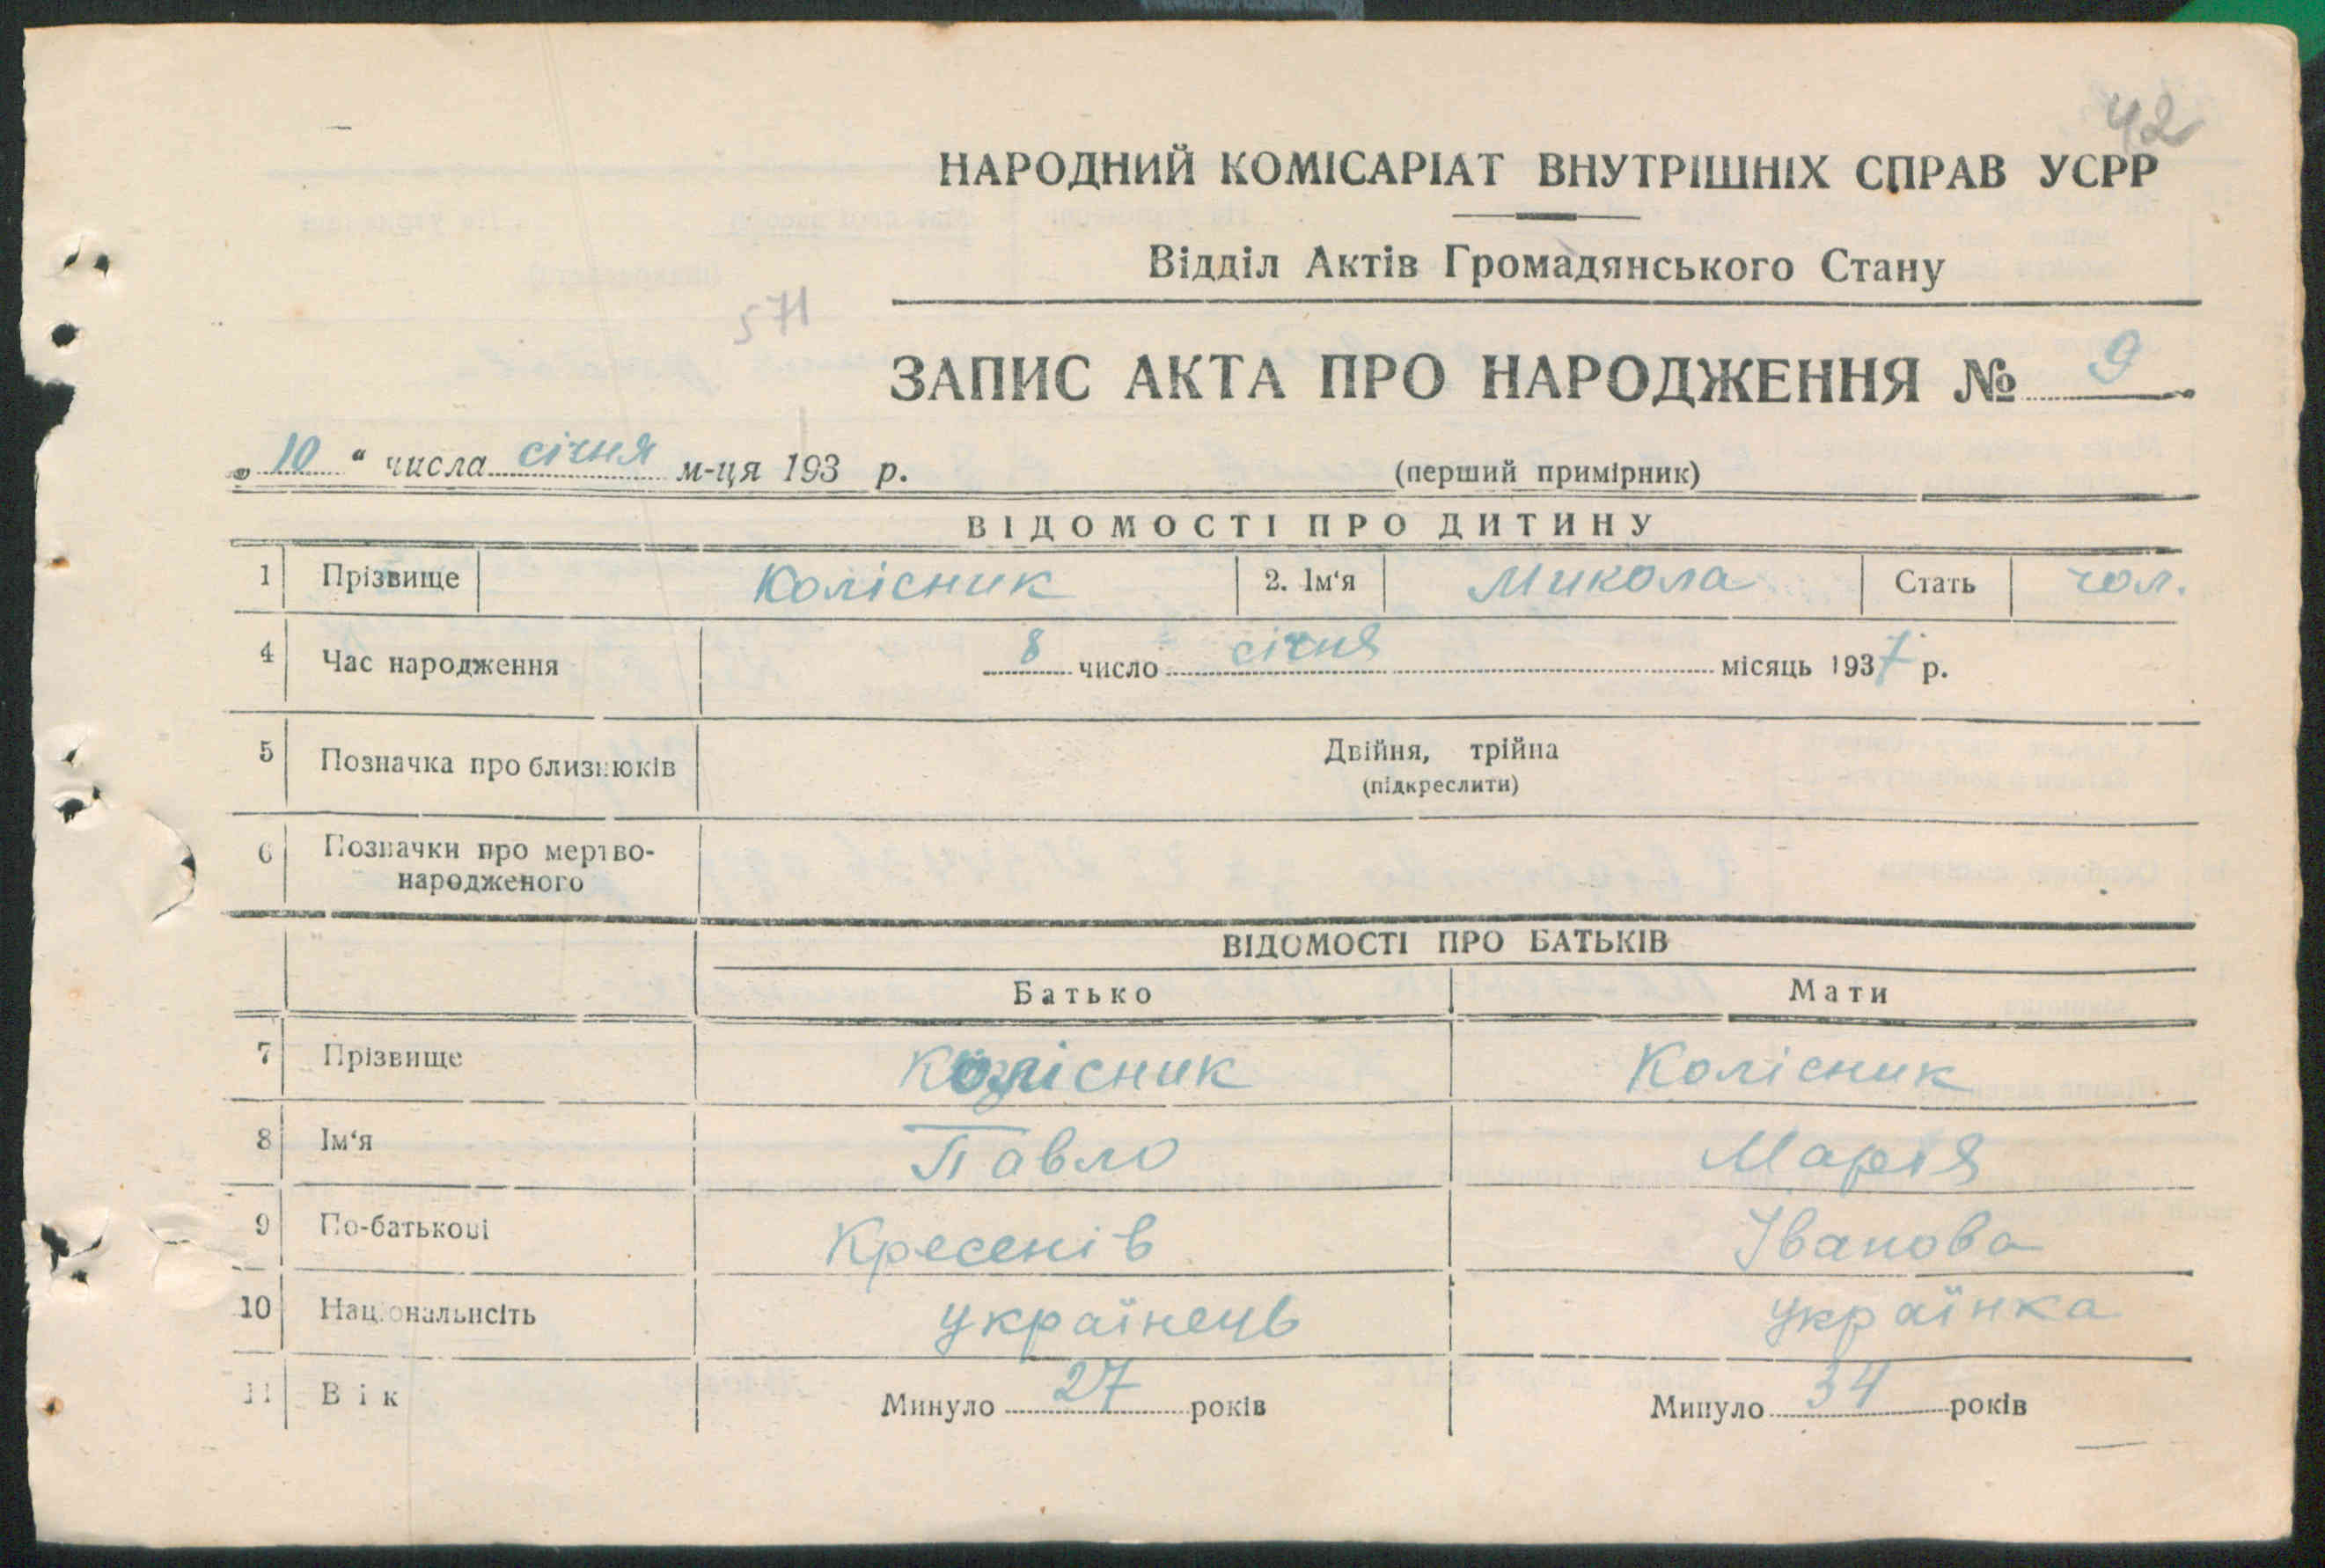 42
НАРОДНИЙ КОМІСАРІАТ ВНУТРІШНІХ СПРАВ УСРР
Відділ Актів Громадянського Стану
571
ЗАПИС АКТА ПРО НАРОДЖЕННЯ № 9
„ 10 “ числа січня м-ця 193 р. (перший примірник)
ВІДОМОСТІ ПРО ДИТИНУ
1 Прізвище Колісник 2. Ім‘я Микола Стать чол.
4 Час народження 8 число січня місяць 1937 р.
5 Позначка про близнюків Двійня, трійна
(підкреслити)
6 Позначки про мертво-
народженого
ВІДОМОСТІ ПРО БАТЬКІВ
Батько Мати
7 Прізвище Колісник Колісник
8 Ім‘я Павло Марія
9 По-батькові Кресенів Іванова
10 Національнсіть українець українка
11 Вік Минуло 27 років Минуло 34 років